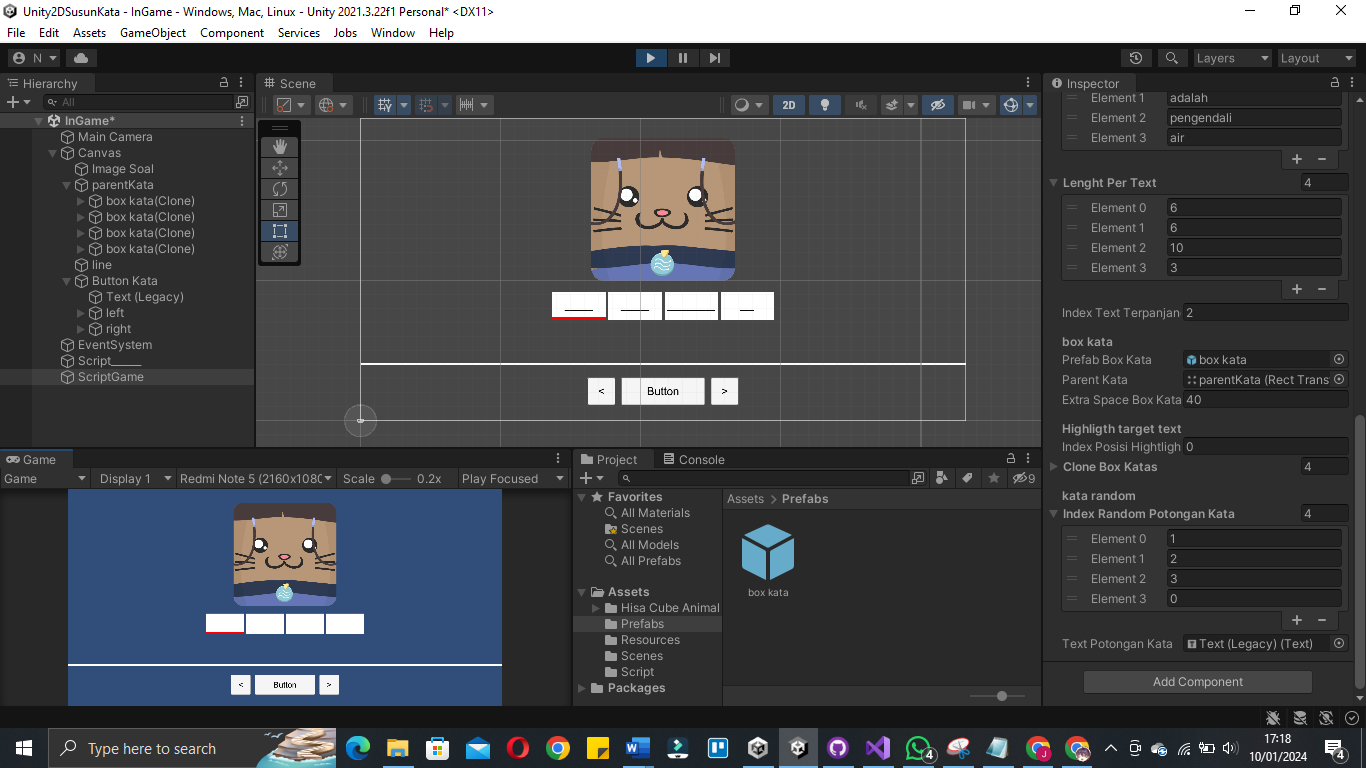 Unity2DSusunKata - InGame - Windows, Mac, Linux - Unity 2021.3.22f1 Personal* <DX11>
File Edit Assets GameObject Component Services Jobs Window Help
N
Layers
Layout
Hierarchy
All
InGame*
Main Camera
Canvas
Image Soal
parentKata
box kata(Clone)
box kata(Clone)
box kata(Clone)
box kata(Clone)
line
Button Kata
Text (Legacy)
left
right
EventSystem
Script_____
ScriptGame
Scene
2D
< Button >
Inspector
Element 1 adalah
Element 2 pengendali
Element 3 air
+ −
Lenght Per Text 4
Element 0 6
Element 1 6
Element 2 10
Element 3 3
+ −
Index Text Terpanjan 2
box kata
Prefab Box Kata box kata
Parent Kata parentKata (Rect Trans
Extra Space Box Kata 40
Highligth target text
Index Posisi Hightligh 0
Clone Box Katas 4
kata random
Index Random Potongan Kata 4
Element 0 1
Element 1 2
Element 2 3
Element 3 0
+ −
Text Potongan Kata Text (Legacy) (Text)
Add Component
Game
Game Display 1 Redmi Note 5 (2160x1080 Scale 0.2x Play Focused
< Button >
Project Console
9
Favorites
All Materials
Scenes
All Models
All Prefabs
Assets
Hisa Cube Animal
Prefabs
Resources
Scenes
Script
Packages
Assets > Prefabs
box kata
Type here to search
4
17:18
10/01/2024
4